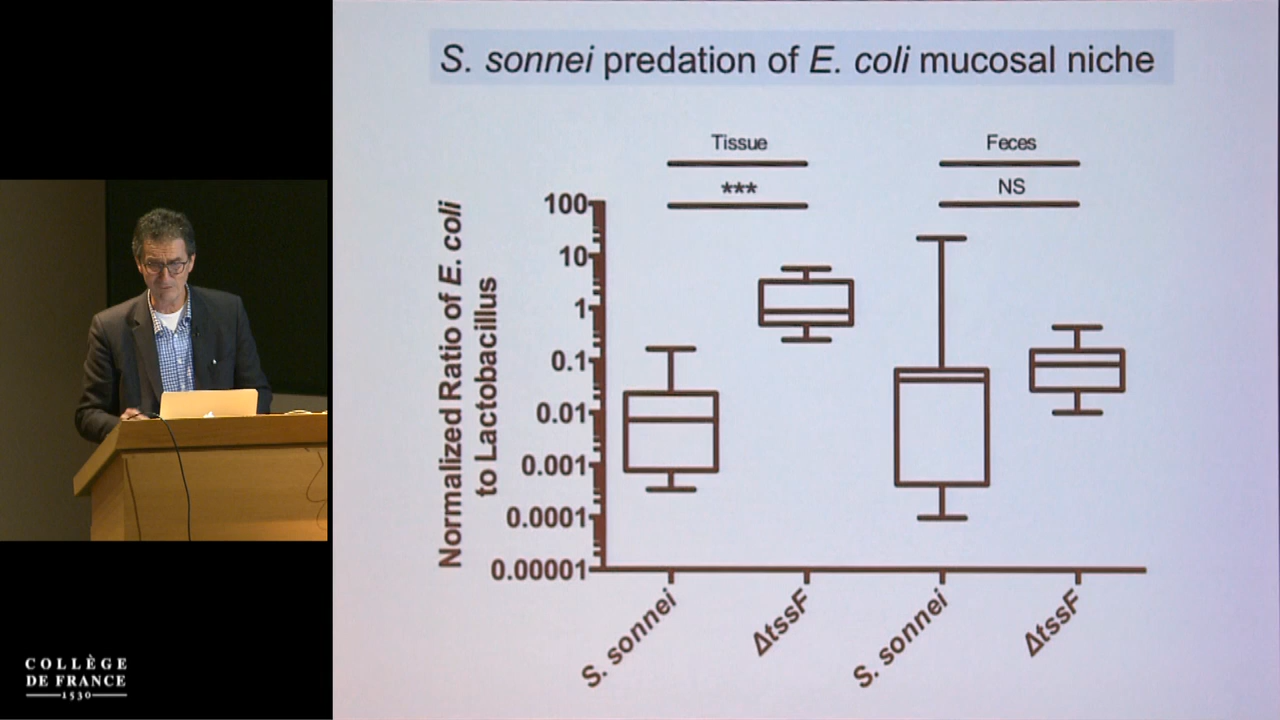 S. sonnei predation of E. coli mucosal niche
Tissue
Feces
***
NS
Normalized Ratio of E. coli
to Lactobacillus
100
10
1
0.1
0.01
0.001
0.0001
0.00001
S. sonnei
ΔtssF
S. sonnei
ΔtssF
COLLÈGE
DE FRANCE
1530